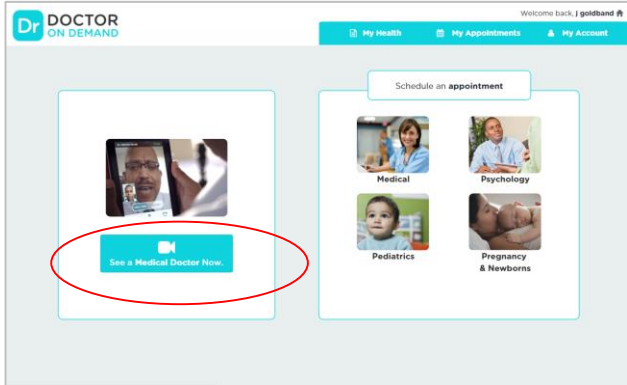 Dr DOCTOR
ON DEMAND
Welcome back, J goldband
My Health My Appointments My Account
Schedule an appointment
Medical Psychology
Pediatrics Pregnancy
& Newborns
See a Medical Doctor Now.